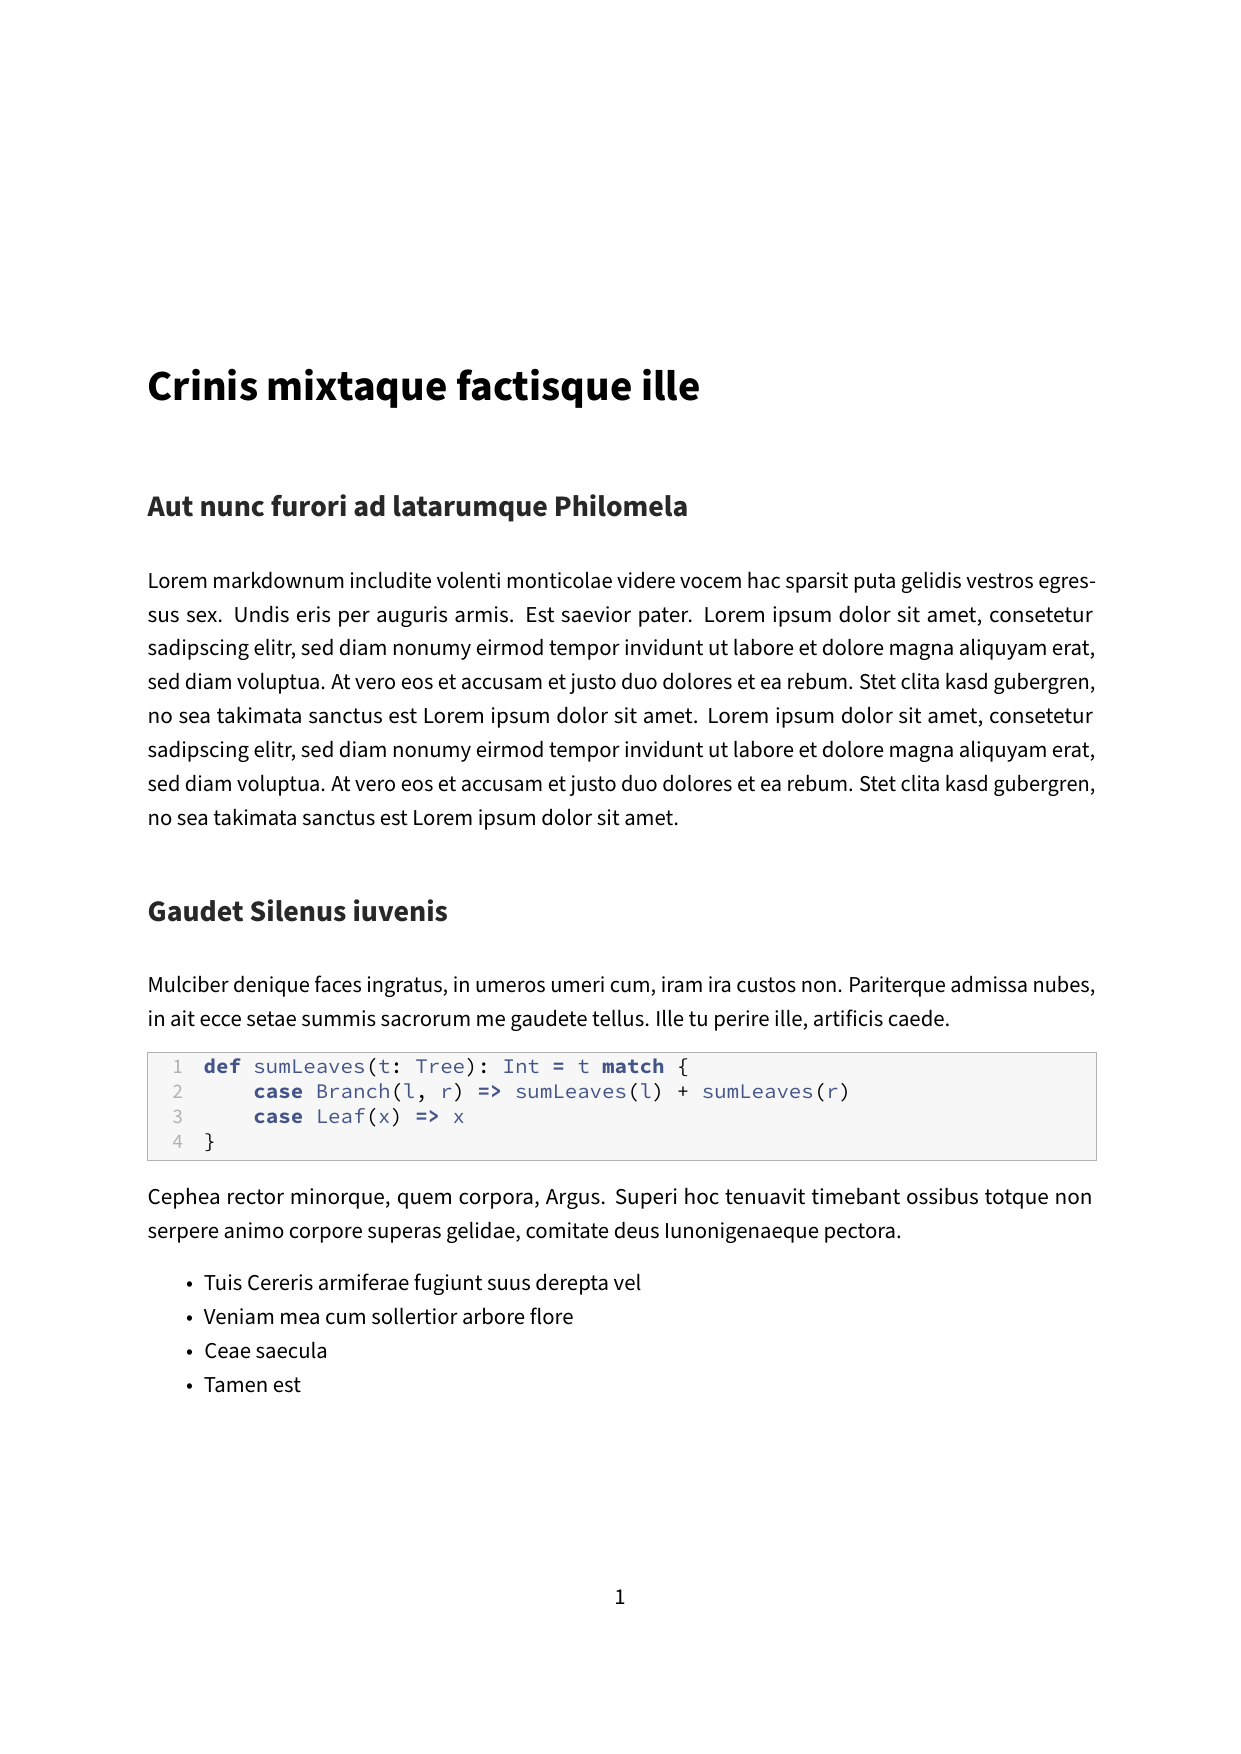 Crinis mixtaque factisque ille
Aut nunc furori ad latarumque Philomela
Lorem markdownum includite volenti monticolae videre vocem hac sparsit puta gelidis vestros egres-
sus sex. Undis eris per auguris armis. Est saevior pater. Lorem ipsum dolor sit amet, consetetur
sadipscing elitr, sed diam nonumy eirmod tempor invidunt ut labore et dolore magna aliquyam erat,
sed diam voluptua. At vero eos et accusam et justo duo dolores et ea rebum. Stet clita kasd gubergren,
no sea takimata sanctus est Lorem ipsum dolor sit amet. Lorem ipsum dolor sit amet, consetetur
sadipscing elitr, sed diam nonumy eirmod tempor invidunt ut labore et dolore magna aliquyam erat,
sed diam voluptua. At vero eos et accusam et justo duo dolores et ea rebum. Stet clita kasd gubergren,
no sea takimata sanctus est Lorem ipsum dolor sit amet.
Gaudet Silenus iuvenis
Mulciber denique faces ingratus, in umeros umeri cum, iram ira custos non. Pariterque admissa nubes,
in ait ecce setae summis sacrorum me gaudete tellus. Ille tu perire ille, artificis caede.
1 def sumLeaves(t: Tree): Int = t match {
2     case Branch(l, r) => sumLeaves(l) + sumLeaves(r)
3     case Leaf(x) => x
4 }
Cephea rector minorque, quem corpora, Argus. Superi hoc tenuavit timebant ossibus totque non
serpere animo corpore superas gelidae, comitate deus Iunonigenaeque pectora.
• Tuis Cereris armiferae fugiunt suus derepta vel
• Veniam mea cum sollertior arbore flore
• Ceae saecula
• Tamen est
1